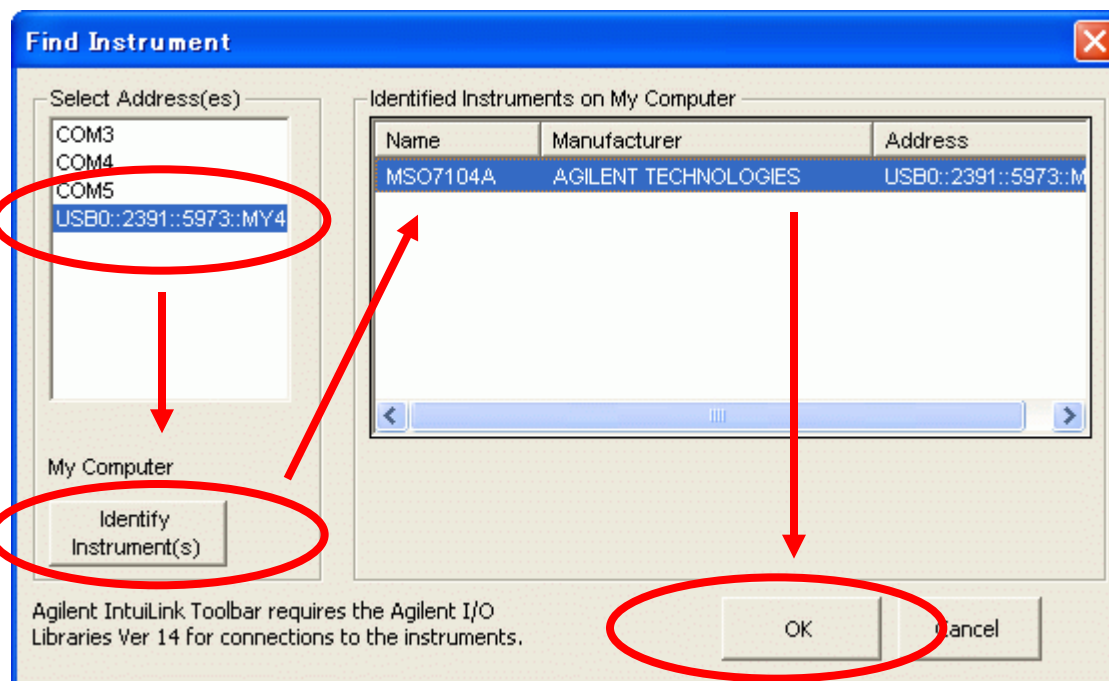 Find Instrument
Select Address(es)
COM3
COM4
COM5
USB0::2391::5973::MY4
My Computer
Identify
Instrument(s)
Identified Instruments on My Computer
Name Manufacturer Address
MSO7104A AGILENT TECHNOLOGIES USB0::2391::5973::M
Agilent IntuiLink Toolbar requires the Agilent I/O
Libraries Ver 14 for connections to the instruments.
OK
Cancel